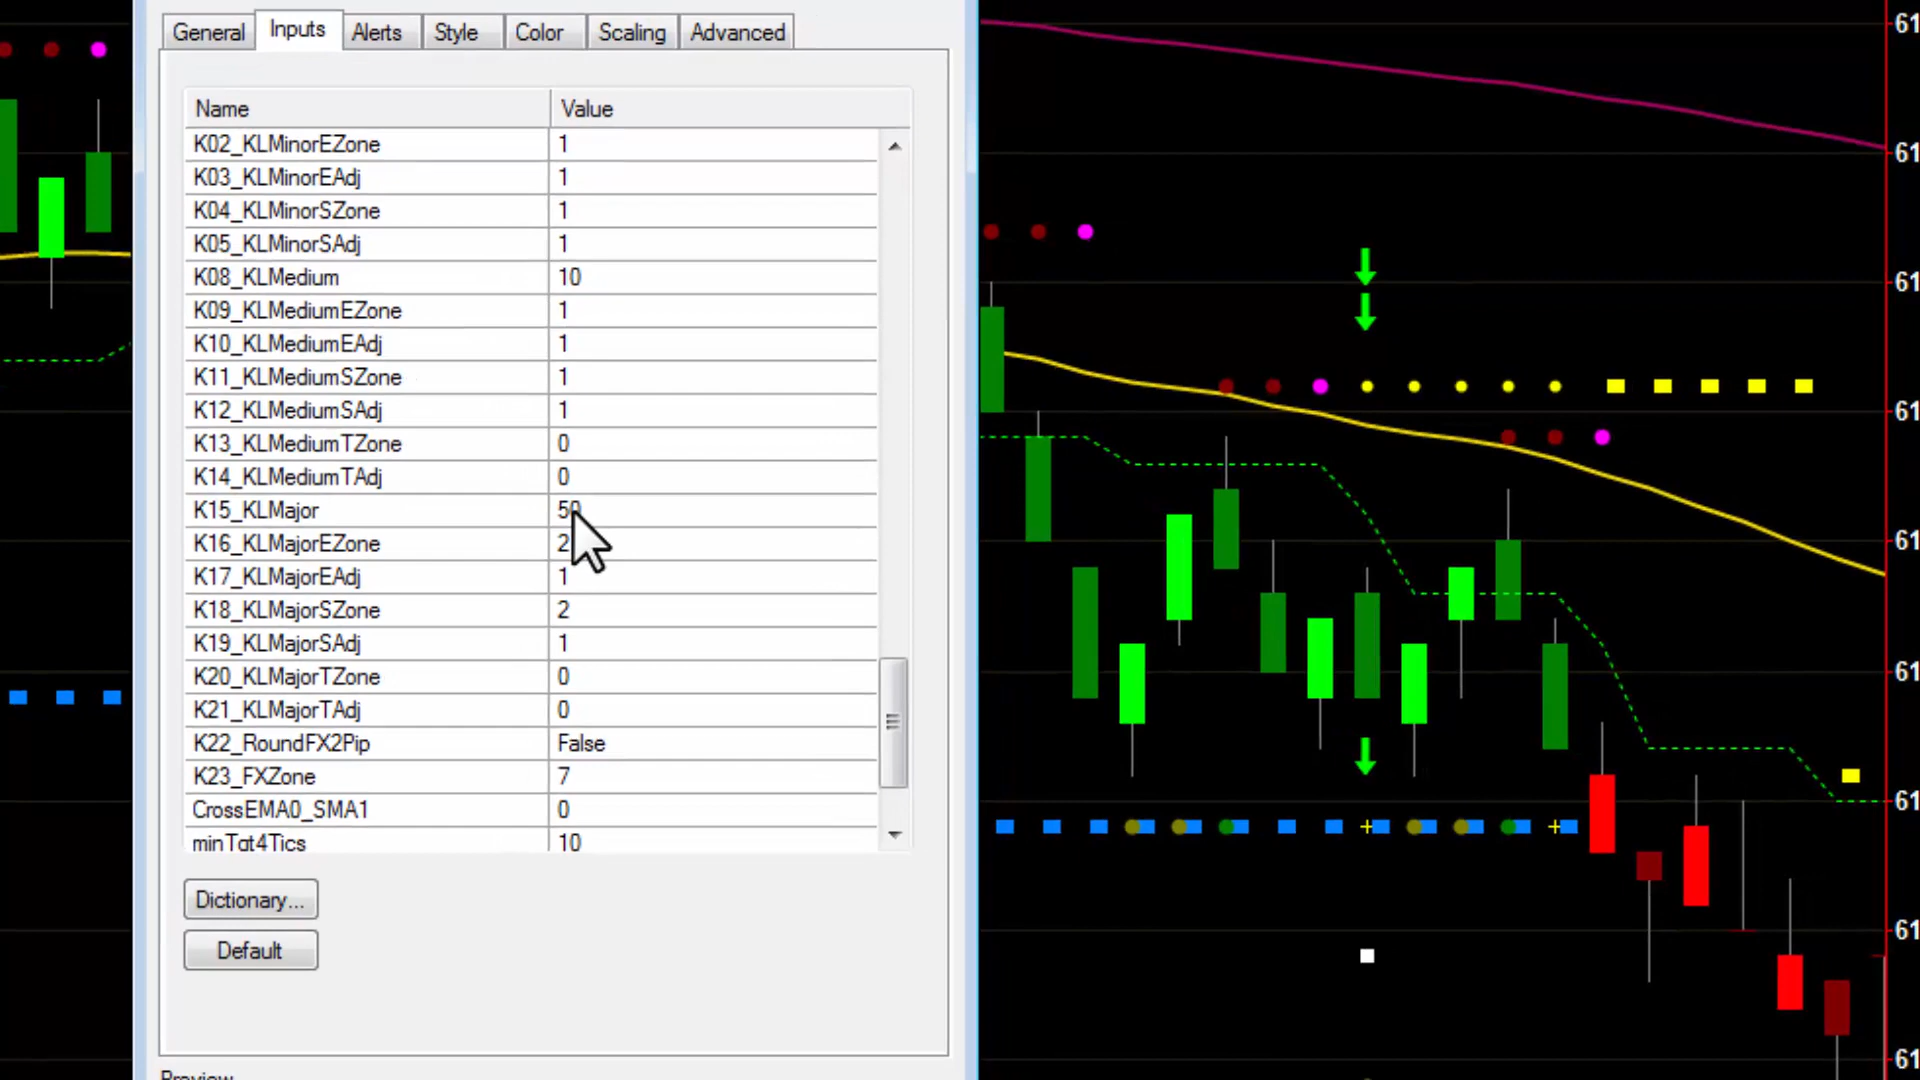 General Inputs Alerts Style Color Scaling Advanced
Name Value
K02_KLMinorEZone 1
K03_KLMinorEAdj 1
K04_KLMinorSZone 1
K05_KLMinorSAdj 1
K08_KLMedium 10
K09_KLMediumEZone 1
K10_KLMediumEAdj 1
K11_KLMediumSZone 1
K12_KLMediumSAdj 1
K13_KLMediumTZone 0
K14_KLMediumTAdj 0
K15_KLMajor 50
K16_KLMajorEZone 2
K17_KLMajorEAdj 1
K18_KLMajorSZone 2
K19_KLMajorSAdj 1
K20_KLMajorTZone 0
K21_KLMajorTAdj 0
K22_RoundFX2Pip False
K23_FXZone 7
CrossEMA0_SMA1 0
minTgt4Tics 10
Dictionary...
Default
Preview
61
61
61
61
61
61
61
61
61